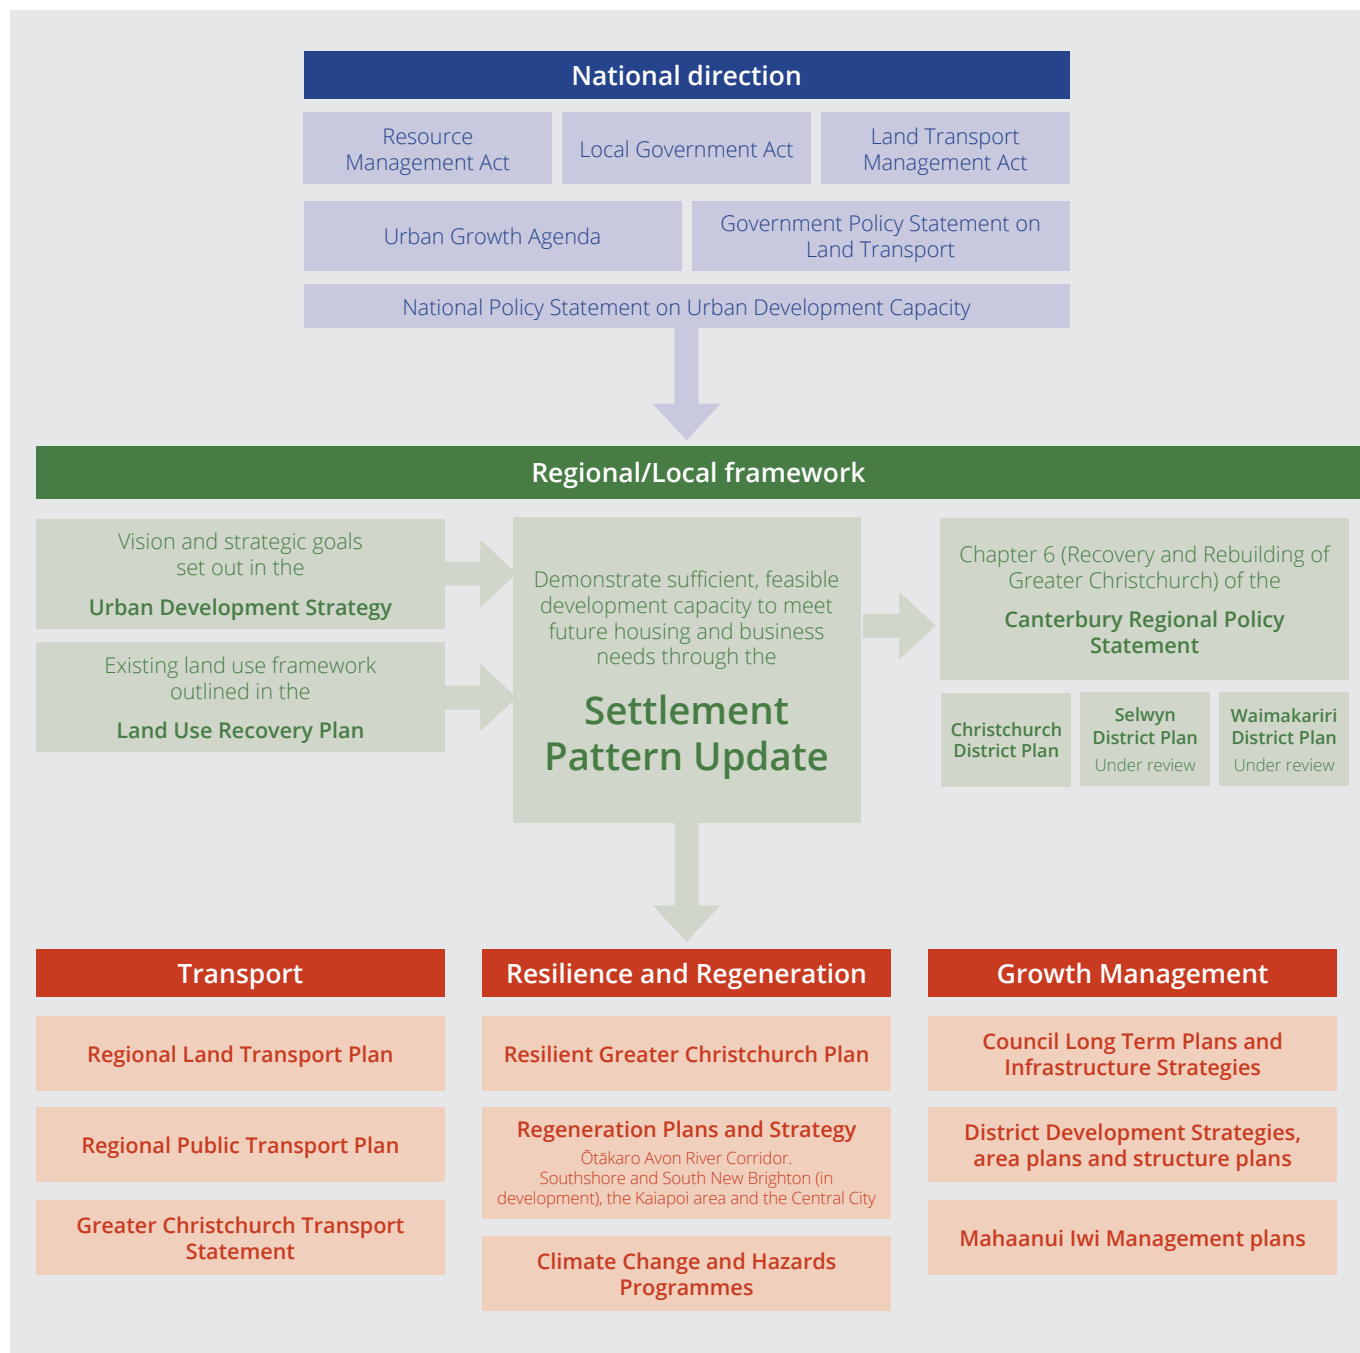 National direction
Resource
Management Act
Local Government Act
Land Transport
Management Act
Urban Growth Agenda
Government Policy Statement on
Land Transport
National Policy Statement on Urban Development Capacity
Regional/Local framework
Vision and strategic goals
set out in the
Urban Development Strategy
Existing land use framework
outlined in the
Land Use Recovery Plan
Demonstrate sufficient, feasible
development capacity to meet
future housing and business
needs through the
Settlement
Pattern Update
Chapter 6 (Recovery and Rebuilding of
Greater Christchurch) of the
Canterbury Regional Policy
Statement
Christchurch
District Plan
Selwyn
District Plan
Under review
Waimakariri
District Plan
Under review
Transport
Regional Land Transport Plan
Regional Public Transport Plan
Greater Christchurch Transport
Statement
Resilience and Regeneration
Resilient Greater Christchurch Plan
Regeneration Plans and Strategy
Ōtākaro Avon River Corridor.
Southshore and South New Brighton (in
development), the Kaiapoi area and the Central City
Climate Change and Hazards
Programmes
Growth Management
Council Long Term Plans and
Infrastructure Strategies
District Development Strategies,
area plans and structure plans
Mahaanui Iwi Management plans